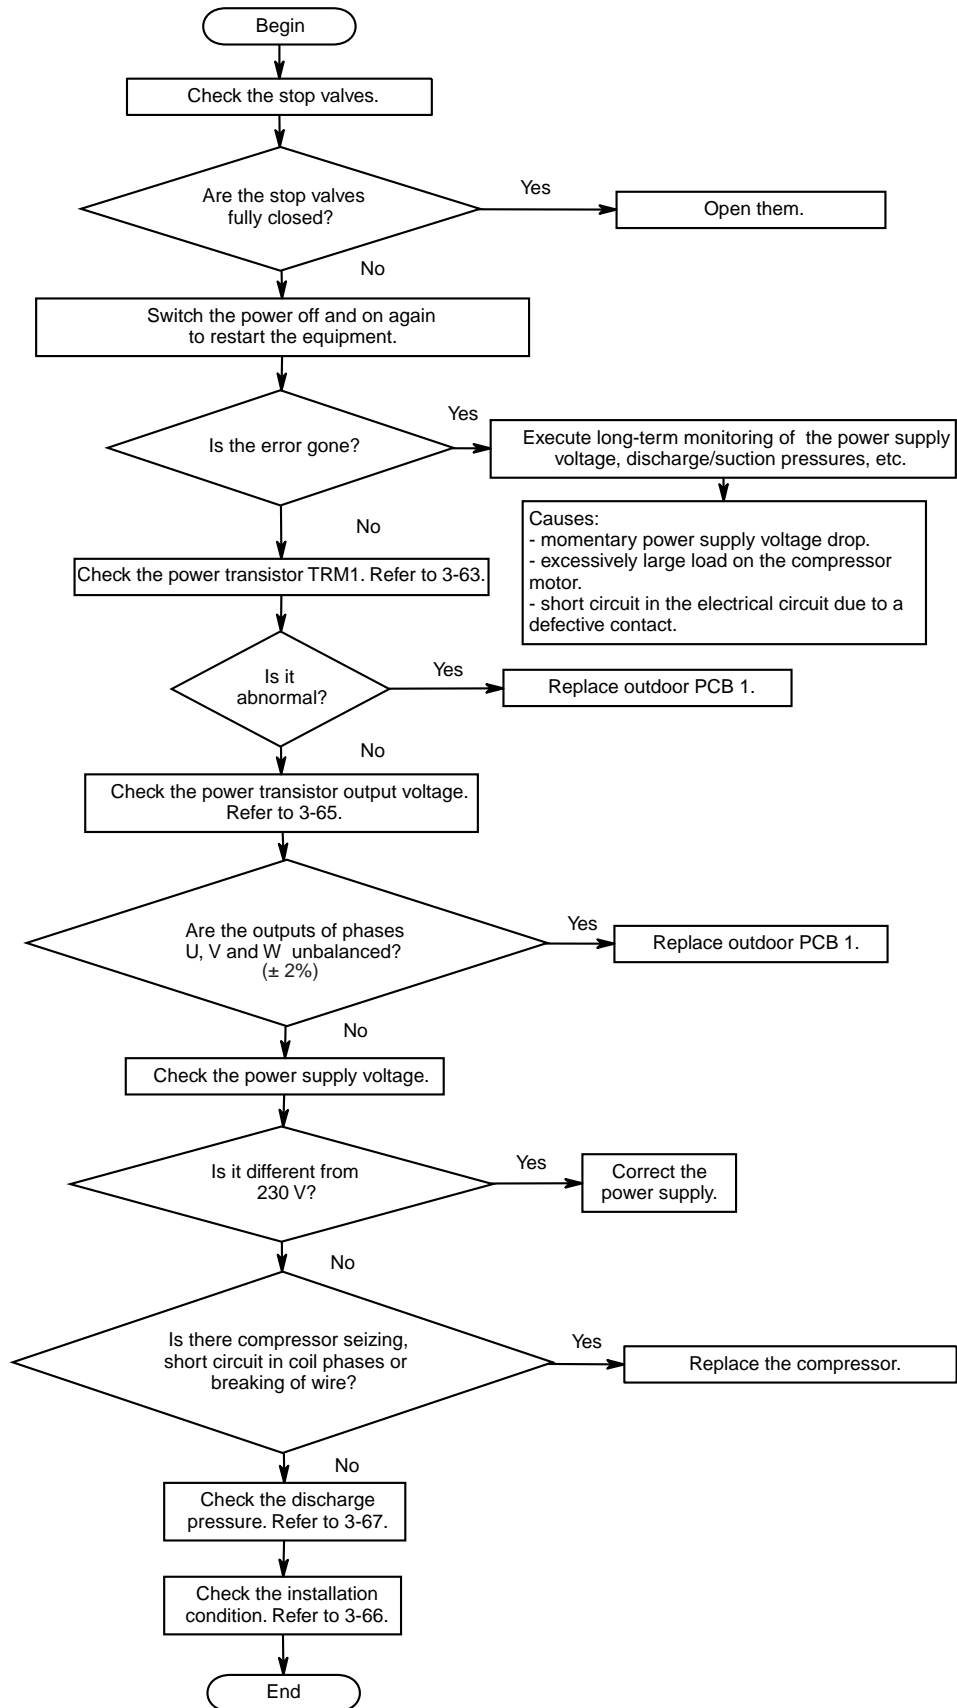 Begin
Check the stop valves.
Are the stop valves
fully closed?
Yes
Open them.
No
Switch the power off and on again
to restart the equipment.
Is the error gone?
Yes
Execute long-term monitoring of the power supply
voltage, discharge/suction pressures, etc.
Causes:
- momentary power supply voltage drop.
- excessively large load on the compressor
motor.
- short circuit in the electrical circuit due to a
defective contact.
No
Check the power transistor TRM1. Refer to 3-63.
Is it
abnormal?
Yes
Replace outdoor PCB 1.
No
Check the power transistor output voltage.
Refer to 3-65.
Are the outputs of phases
U, V and W unbalanced?
(± 2%)
Yes
Replace outdoor PCB 1.
No
Check the power supply voltage.
Is it different from
230 V?
Yes
Correct the
power supply.
No
Is there compressor seizing,
short circuit in coil phases or
breaking of wire?
Yes
Replace the compressor.
No
Check the discharge
pressure. Refer to 3-67.
Check the installation
condition. Refer to 3-66.
End